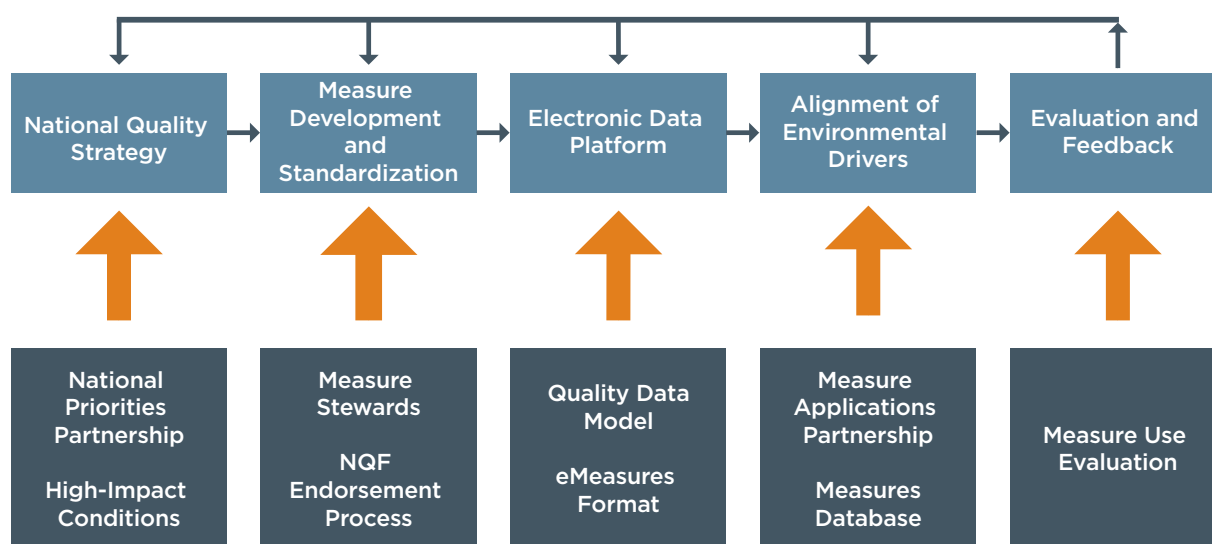 National Quality
Strategy
Measure
Development
and
Standardization
Electronic Data
Platform
Alignment of
Environmental
Drivers
Evaluation and
Feedback
National
Priorities
Partnership
High-Impact
Conditions
Measure
Stewards
NQF
Endorsement
Process
Quality Data
Model
eMeasures
Format
Measure
Applications
Partnership
Measures
Database
Measure Use
Evaluation